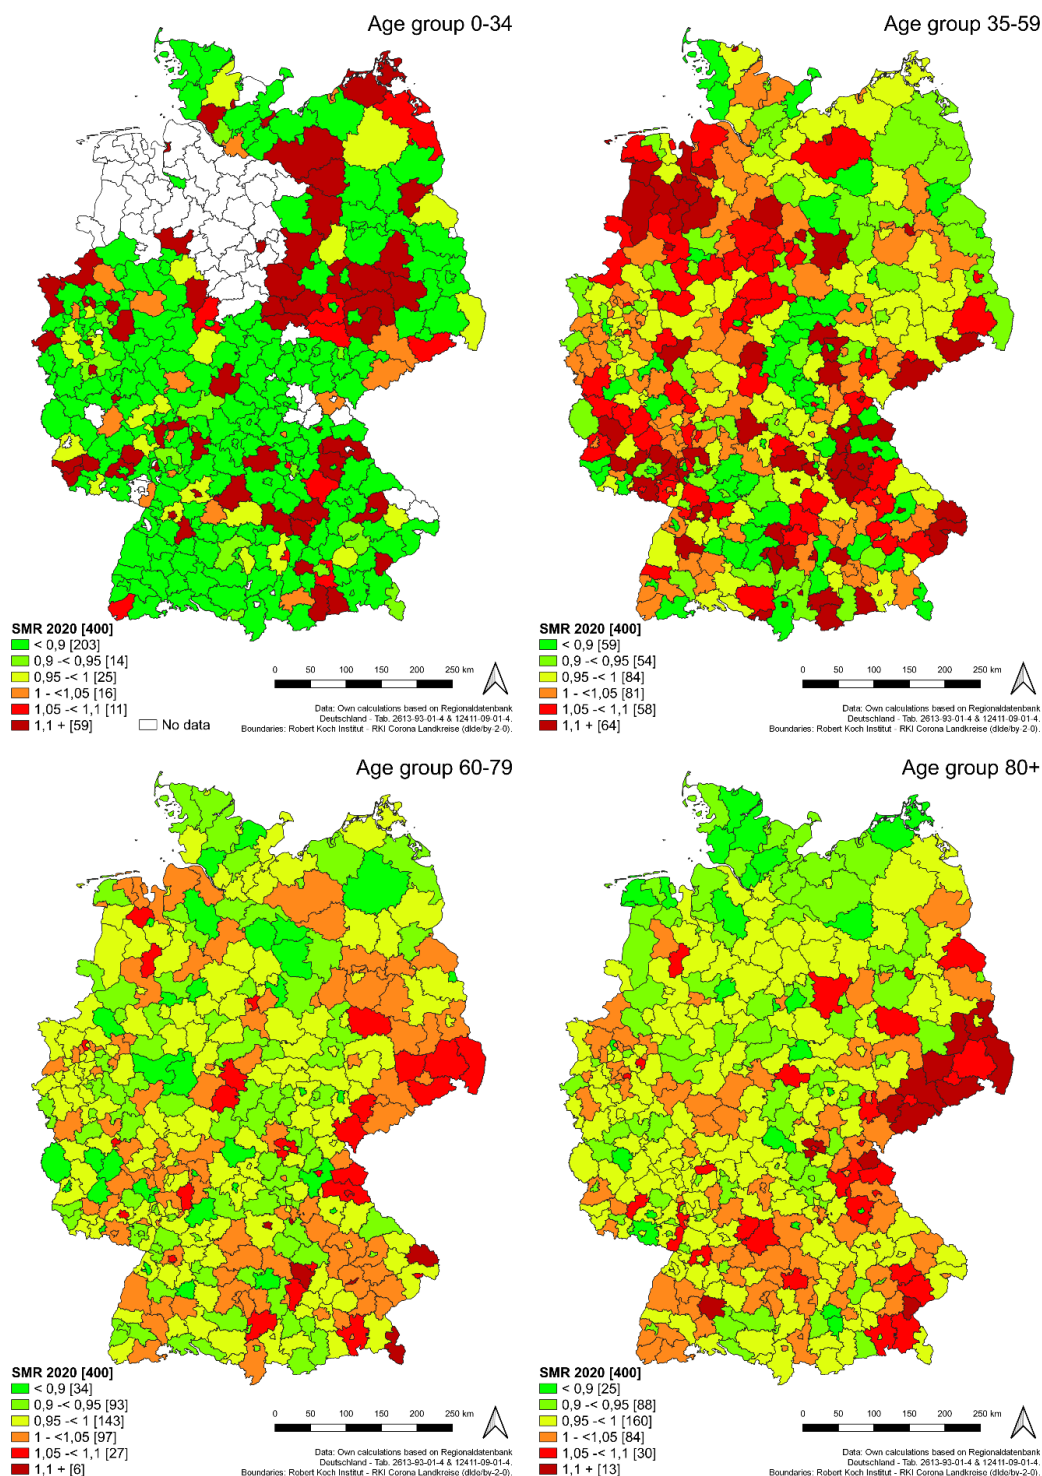 Age group 0-34
SMR 2020 [400]
< 0,9 [203]
0,9 -< 0,95 [14]
0,95 -< 1 [25]
1 - <1,05 [16]
1,05 -< 1,1 [11]
1,1 + [59]
No data
0 50 100 150 200 250 km
Data: Own calculations based on Regionaldatenbank
Deutschland - Tab. 2613-93-01-4 & 12411-09-01-4.
Boundaries: Robert Koch Institut - RKI Corona Landkreise (dlde/by-2-0).
Age group 35-59
SMR 2020 [400]
< 0,9 [59]
0,9 -< 0,95 [54]
0,95 -< 1 [84]
1 - <1,05 [81]
1,05 -< 1,1 [58]
1,1 + [64]
0 50 100 150 200 250 km
Data: Own calculations based on Regionaldatenbank
Deutschland - Tab. 2613-93-01-4 & 12411-09-01-4.
Boundaries: Robert Koch Institut - RKI Corona Landkreise (dlde/by-2-0).
Age group 60-79
SMR 2020 [400]
< 0,9 [34]
0,9 -< 0,95 [93]
0,95 -< 1 [143]
1 - <1,05 [97]
1,05 -< 1,1 [27]
1,1 + [6]
0 50 100 150 200 250 km
Data: Own calculations based on Regionaldatenbank
Deutschland - Tab. 2613-93-01-4 & 12411-09-01-4.
Boundaries: Robert Koch Institut - RKI Corona Landkreise (dlde/by-2-0).
Age group 80+
SMR 2020 [400]
< 0,9 [25]
0,9 -< 0,95 [88]
0,95 -< 1 [160]
1 - <1,05 [84]
1,05 -< 1,1 [30]
1,1 + [13]
0 50 100 150 200 250 km
Data: Own calculations based on Regionaldatenbank
Deutschland - Tab. 2613-93-01-4 & 12411-09-01-4.
Boundaries: Robert Koch Institut - RKI Corona Landkreise (dlde/by-2-0).